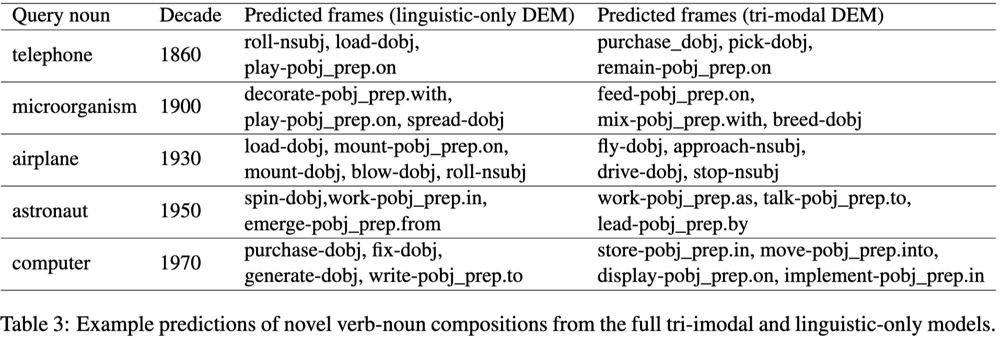 Query noun Decade Predicted frames (linguistic-only DEM) Predicted frames (tri-modal DEM)
telephone 1860 roll-nsubj, load-dobj, purchase_dobj, pick-dobj,
play-pobj_prep.on remain-pobj_prep.on
microorganism 1900 decorate-pobj_prep.with, feed-pobj_prep.on,
play-pobj_prep.on, spread-dobj mix-pobj_prep.with, breed-dobj
airplane 1930 load-dobj, mount-pobj_prep.on, fly-dobj, approach-nsubj,
mount-dobj, blow-dobj, roll-nsubj drive-dobj, stop-nsubj
astronaut 1950 spin-dobj,work-pobj_prep.in, work-pobj_prep.as, talk-pobj_prep.to,
emerge-pobj_prep.from lead-pobj_prep.by
computer 1970 purchase-dobj, fix-dobj, store-pobj_prep.in, move-pobj_prep.into,
generate-dobj, write-pobj_prep.to display-pobj_prep.on, implement-pobj_prep.in
Table 3: Example predictions of novel verb-noun compositions from the full tri-imodal and linguistic-only models.